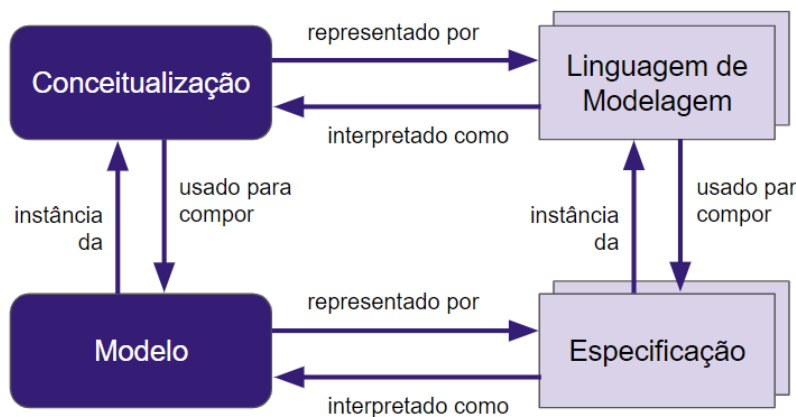 representado por
Conceitualização
Linguagem de
Modelagem
interpretado como
instância
da
usado para
compor
instância
da
usado par
compor
representado por
Modelo
Especificação
interpretado como